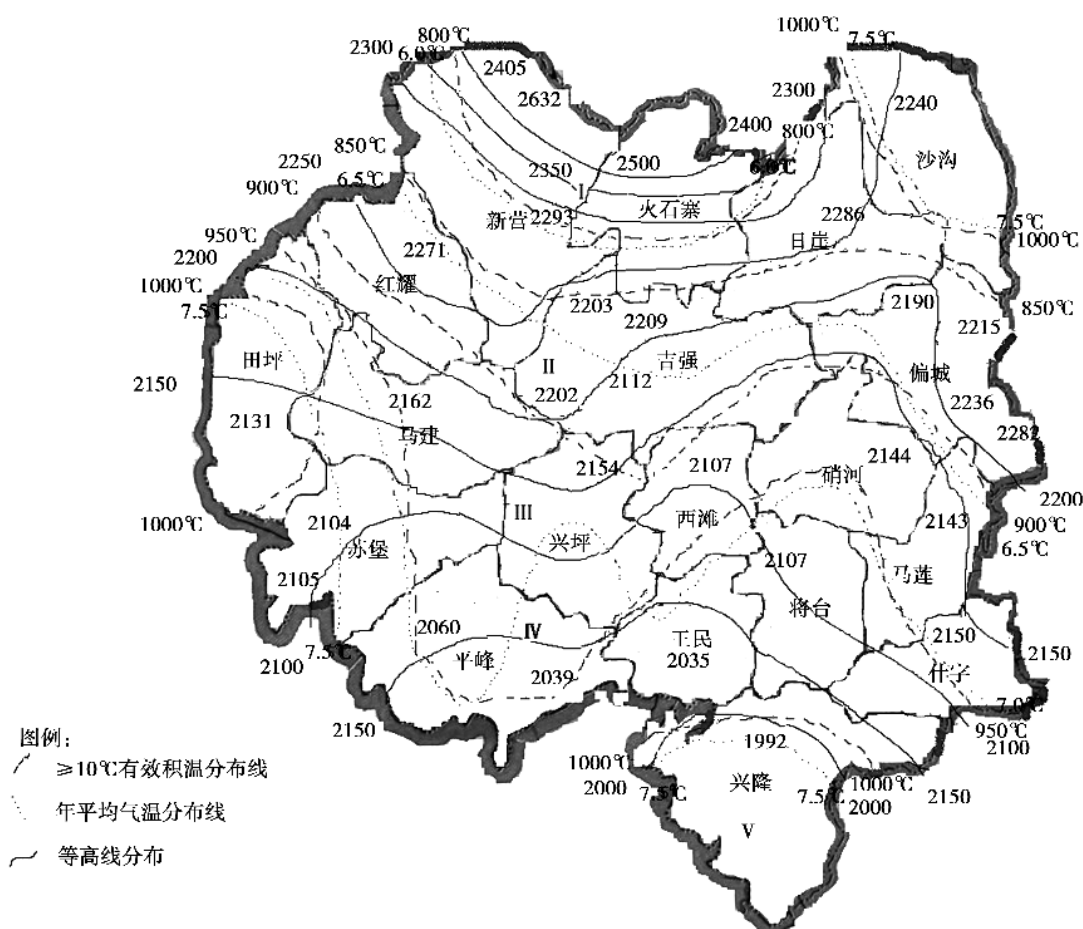 1000℃
7.5℃
800℃
2300
6.0℃
2405
2632
2300
2240
2400
800℃
沙沟
850℃
2250
6.5℃
2350
2500
900℃
I
火石寨
新营
2293
2286
7.5℃
1000℃
950℃
日岸
2271
2200
红耀
1000℃
2203
2190
850℃
7.5℃
2209
2215
田坪
II
吉强
2150
2112
偏城
2202
2162
2236
2131
马建
2282
2154
2107
2144
硝河
2200
III
1000℃
2104
西滩
2143
900℃
苏堡
兴坪
6.5℃
2107
2105
马莲
将台
2060
IV
王民
2150
2100
7.5℃
平峰
2035
2150
2039
什字
7.0℃
2150
950℃
1992
2100
1000℃
兴隆
1000℃
2000
7.5℃
7.5℃
2000
2150
V
图例：
≥10℃有效积温分布线
年平均气温分布线
等高线分布